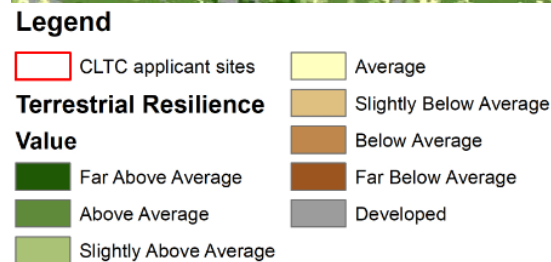 Legend
CLTC applicant sites
Terrestrial Resilience
Value
Far Above Average
Above Average
Slightly Above Average
Average
Slightly Below Average
Below Average
Far Below Average
Developed